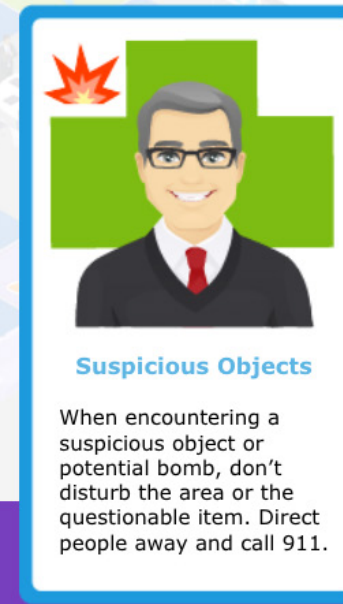 Suspicious Objects
When encountering a
suspicious object or
potential bomb, don’t
disturb the area or the
questionable item. Direct
people away and call 911.